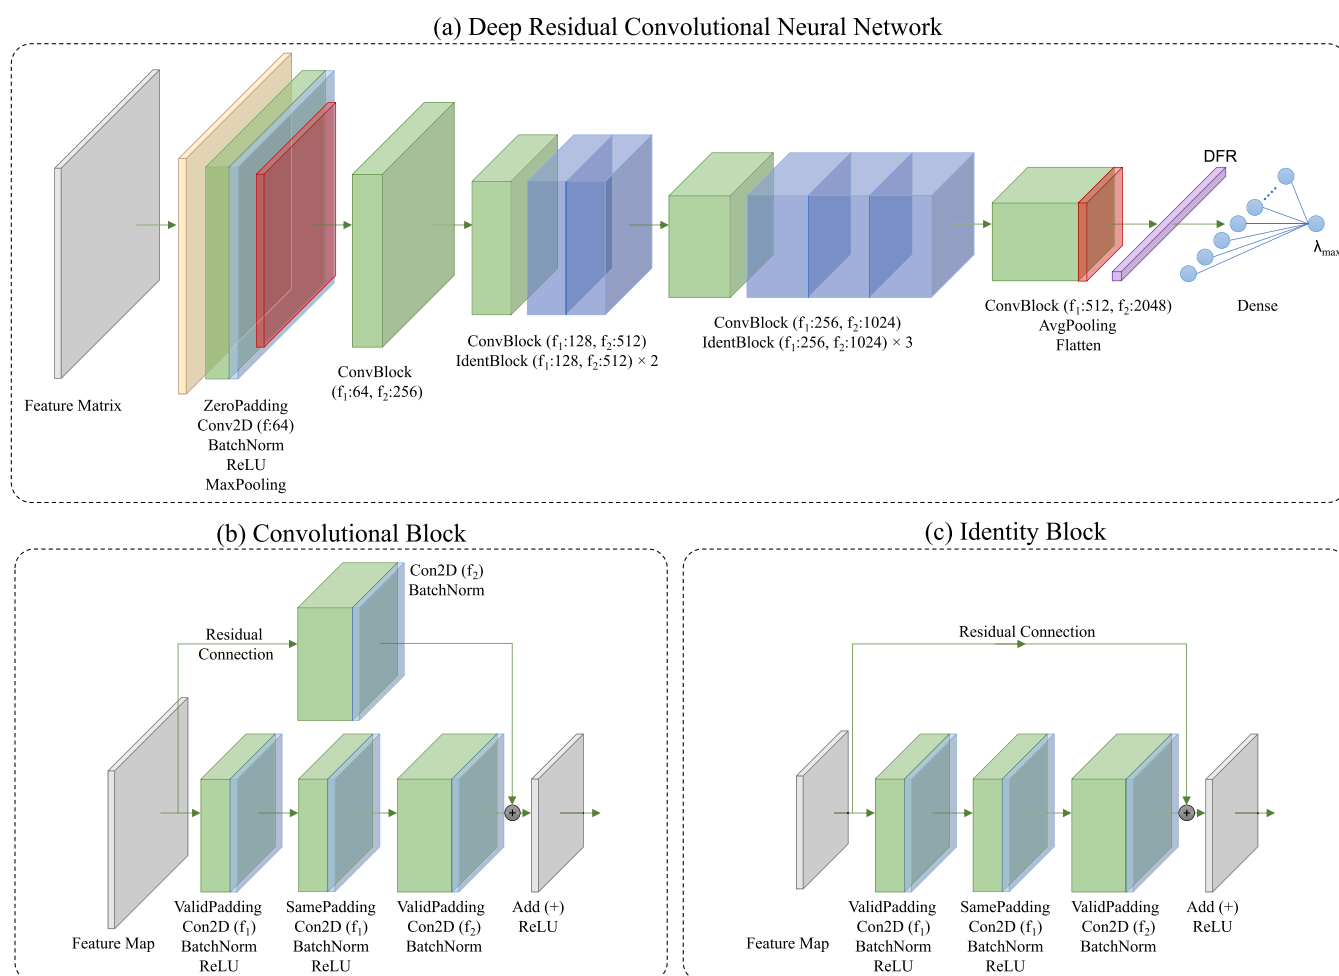 (a) Deep Residual Convolutional Neural Network
DFR
λmax
Feature Matrix
ZeroPadding
Conv2D (f:64)
BatchNorm
ReLU
MaxPooling
ConvBlock
(f₁:64, f₂:256)
ConvBlock (f₁:128, f₂:512)
IdentBlock (f₁:128, f₂:512) × 2
ConvBlock (f₁:256, f₂:1024)
IdentBlock (f₁:256, f₂:1024) × 3
ConvBlock (f₁:512, f₂:2048)
AvgPooling
Flatten
Dense
(b) Convolutional Block
Con2D (f₂)
BatchNorm
Residual
Connection
+
Feature Map
ValidPadding
Con2D (f₁)
BatchNorm
ReLU
SamePadding
Con2D (f₁)
BatchNorm
ReLU
ValidPadding
Con2D (f₂)
BatchNorm
Add (+)
ReLU
(c) Identity Block
Residual Connection
+
Feature Map
ValidPadding
Con2D (f₁)
BatchNorm
ReLU
SamePadding
Con2D (f₁)
BatchNorm
ReLU
ValidPadding
Con2D (f₂)
BatchNorm
Add (+)
ReLU